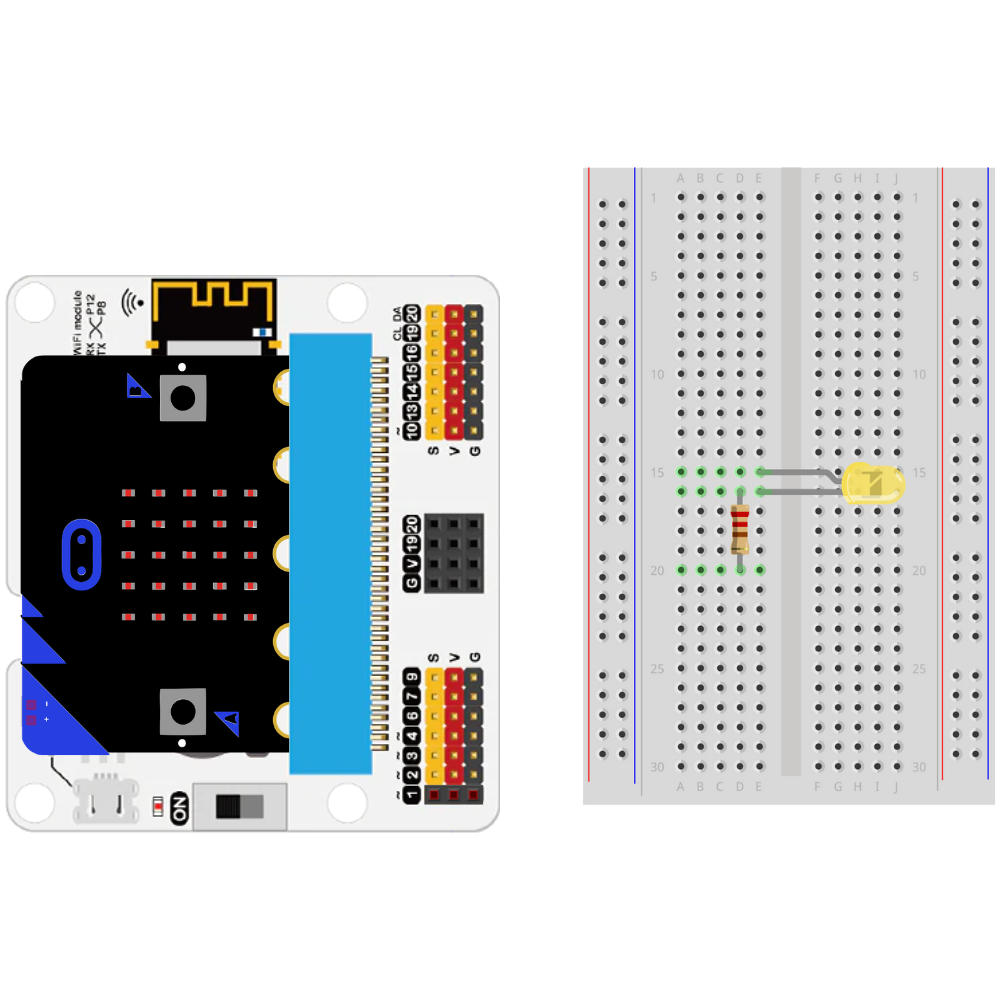 WiFi module
RX P12
TX P8
B
A
ON
CL DA
~ 10 13 14 15 16 19 20
S
V
G
G V 19 20
S
V
G
~ 1 2 3 ~ 4 6 7 9
A B C D E F G H I J
1 1
5 5
10 10
15 15
20 20
25 25
30 30
A B C D E F G H I J